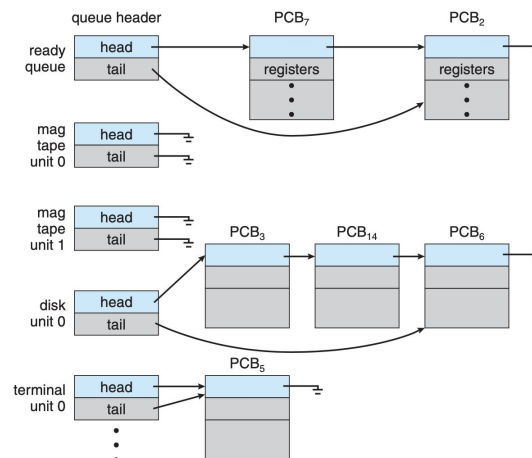 queue header PCB₇ PCB₂
ready
queue
head
tail
registers
registers
mag
tape
unit 0
head
tail
mag
tape
unit 1
head
tail
PCB₃ PCB₁₄ PCB₆
disk
unit 0
head
tail
PCB₅
terminal
unit 0
head
tail